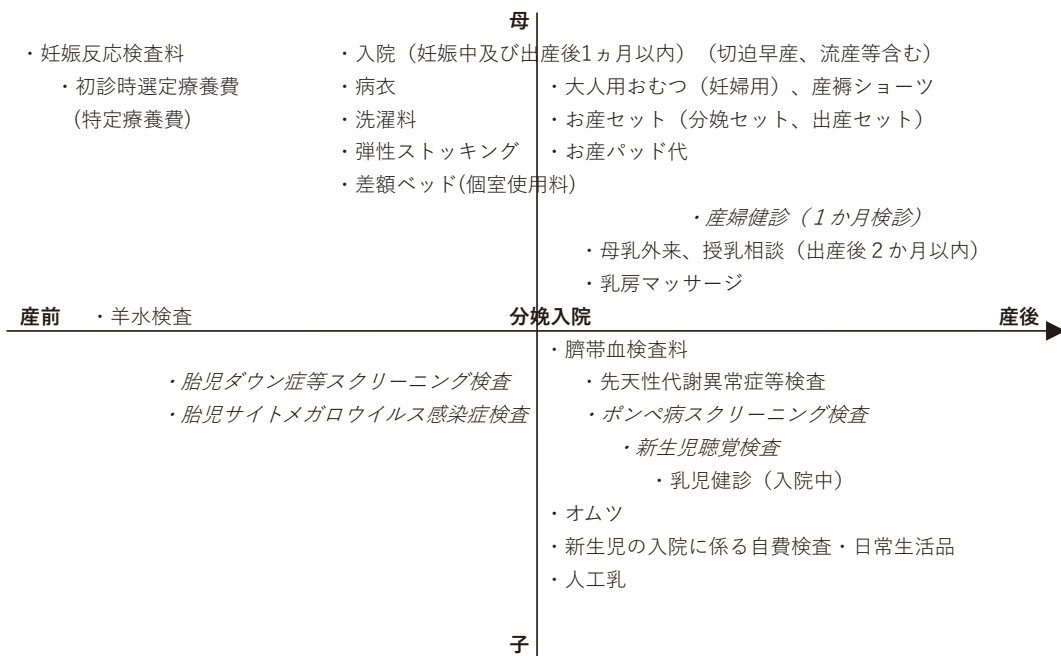 母
・妊娠反応検査料
・入院（妊娠中及び出産後1ヵ月以内）（切迫早産、流産等含む）
・初診時選定療養費
・病衣
・大人用おむつ（妊婦用）、産褥ショーツ
(特定療養費)
・洗濯料
・お産セット（分娩セット、出産セット）
・弾性ストッキング
・お産パッド代
・差額ベッド(個室使用料)
・産婦健診（１か月検診）
・母乳外来、授乳相談（出産後２か月以内）
・乳房マッサージ
産前
・羊水検査
分娩入院
産後
・臍帯血検査料
・胎児ダウン症等スクリーニング検査
・先天性代謝異常症等検査
・胎児サイトメガロウイルス感染症検査
・ポンペ病スクリーニング検査
・新生児聴覚検査
・乳児健診（入院中）
・オムツ
・新生児の入院に係る自費検査・日常生活品
・人工乳
子